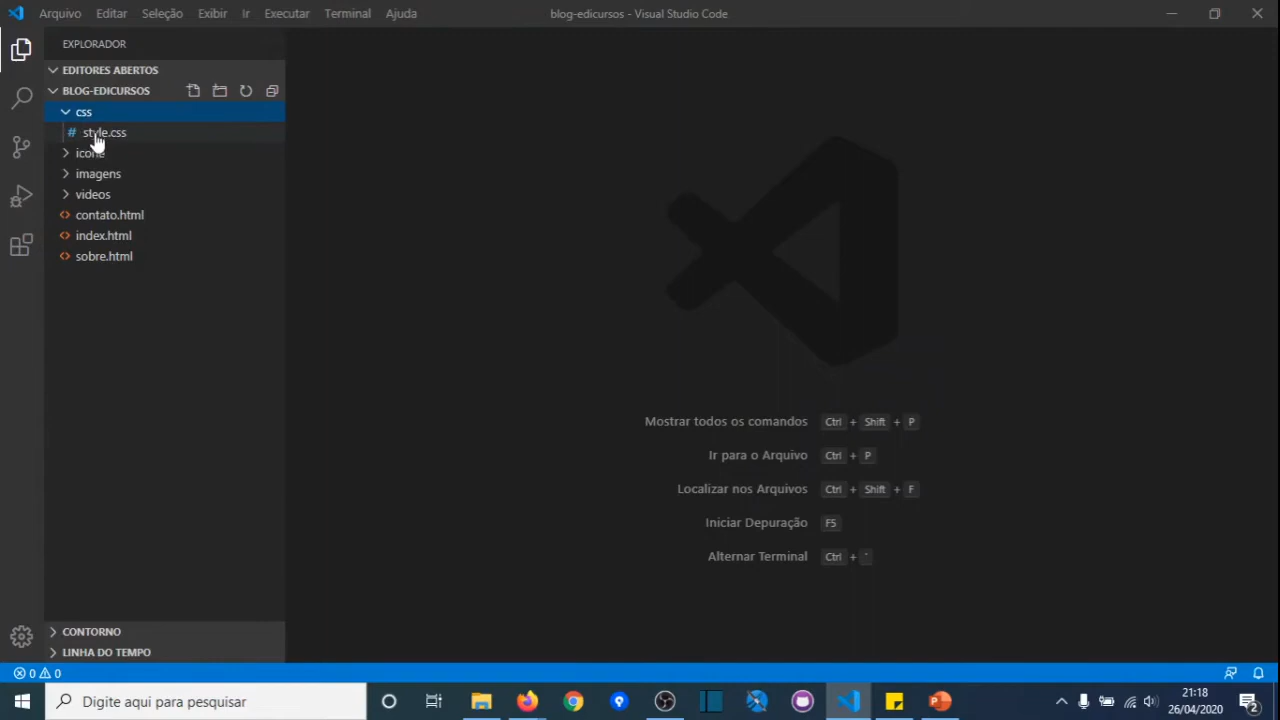 Arquivo Editar Seleção Exibir Ir Executar Terminal Ajuda blog-edicursos - Visual Studio Code
EXPLORADOR
EDITORES ABERTOS
BLOG-EDICURSOS
css
# style.css
icone
imagens
videos
<> contato.html
<> index.html
<> sobre.html
Mostrar todos os comandos Ctrl + Shift + P
Ir para o Arquivo Ctrl + P
Localizar nos Arquivos Ctrl + Shift + F
Iniciar Depuração F5
Alternar Terminal Ctrl + `
CONTORNO
LINHA DO TEMPO
0 0
Digite aqui para pesquisar
21:18
26/04/2020
2